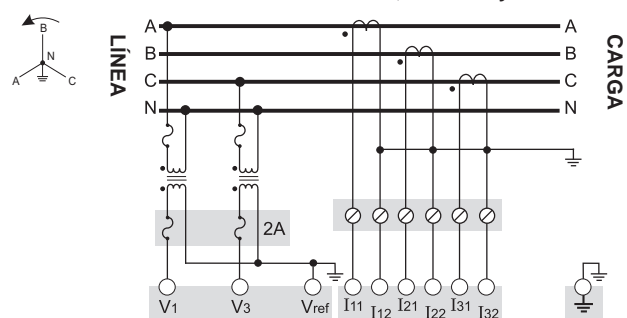 B
N
A C
LÍNEA
A A
B B
C C
N N
CARGA
2A
V1 V3 Vref I11 I12 I21 I22 I31 I32